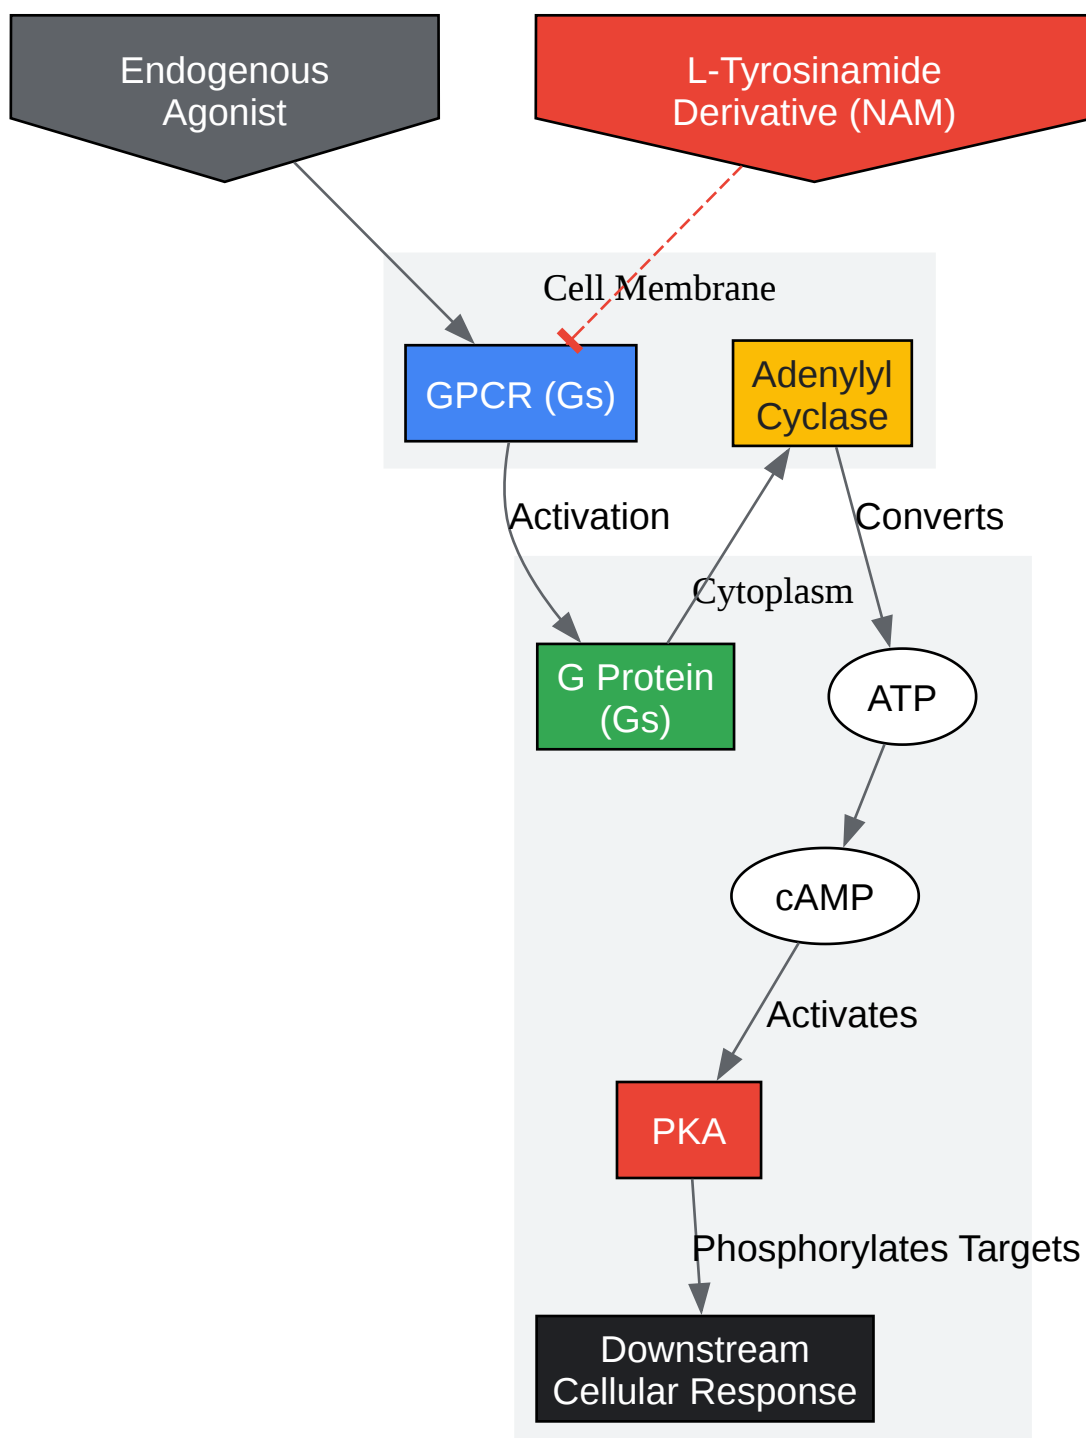 Endogenous
Agonist
L-Tyrosinamide
Derivative (NAM)
Cell Membrane
GPCR (Gs)
Adenylyl
Cyclase
Activation
Converts
Cytoplasm
G Protein
(Gs)
ATP
cAMP
Activates
PKA
Phosphorylates Targets
Downstream
Cellular Response